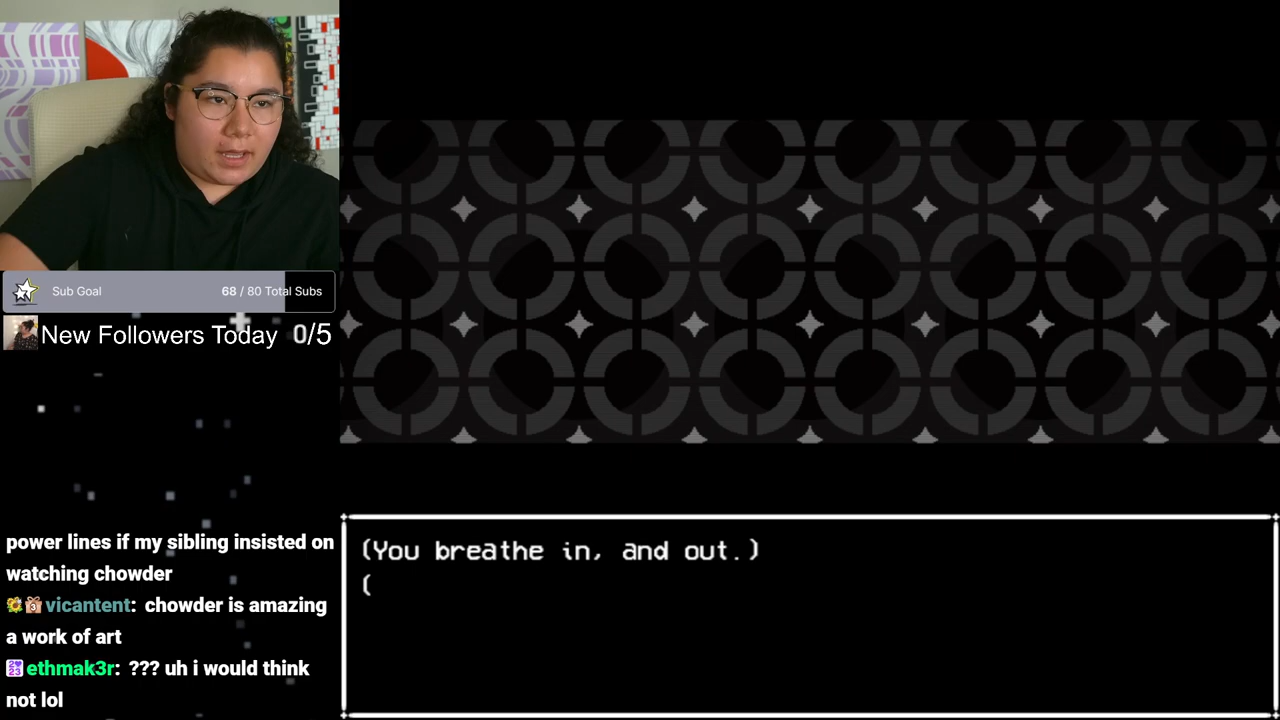 Sub Goal 68 / 80 Total Subs
New Followers Today 0/5
power lines if my sibling insisted on
watching chowder
vicantent: chowder is amazing
a work of art
ethmak3r: ??? uh i would think
not lol
(You breathe in, and out.)
(